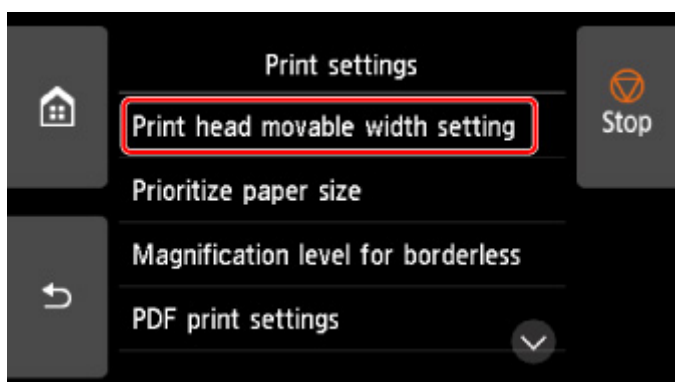 Print settings
Print head movable width setting
Stop
Prioritize paper size
Magnification level for borderless
PDF print settings